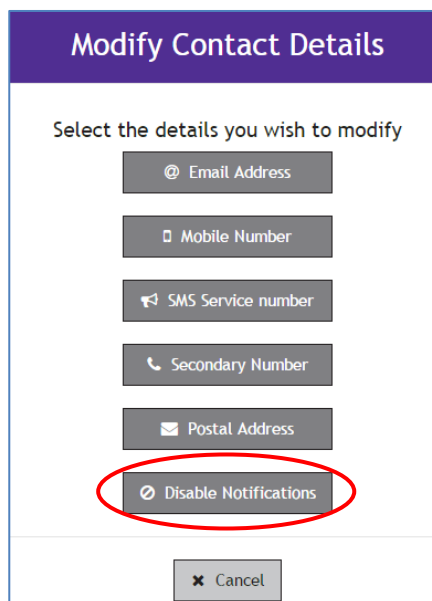 Modify Contact Details
Select the details you wish to modify
@ Email Address
Mobile Number
SMS Service number
Secondary Number
Postal Address
Disable Notifications
Cancel